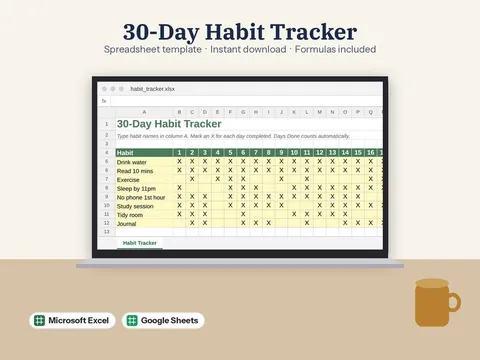 30-Day Habit Tracker
Spreadsheet template · Instant download · Formulas included
habit_tracker.xlsx
fx
A B C D E F G H I J K L M N O P Q
1 30-Day Habit Tracker
2 Type habit names in column A. Mark an X for each day completed. Days Done counts automatically.
3
4 Habit 1 2 3 4 5 6 7 8 9 10 11 12 13 14 15 16
5 Drink water X X X X X X X X X X X X X X X X
6 Read 10 mins X X X X X X X X X X X X X X X
7 Exercise X X X X X X X
8 Sleep by 11pm X X X X X X X X X X X
9 No phone 1st hour X X X X X X X X X X X X X
10 Study session X X X X X X X X X X X X X
11 Tidy room X X X X X X X X X
12 Journal X X X X X X X X X
13
Habit Tracker
Microsoft Excel
Google Sheets